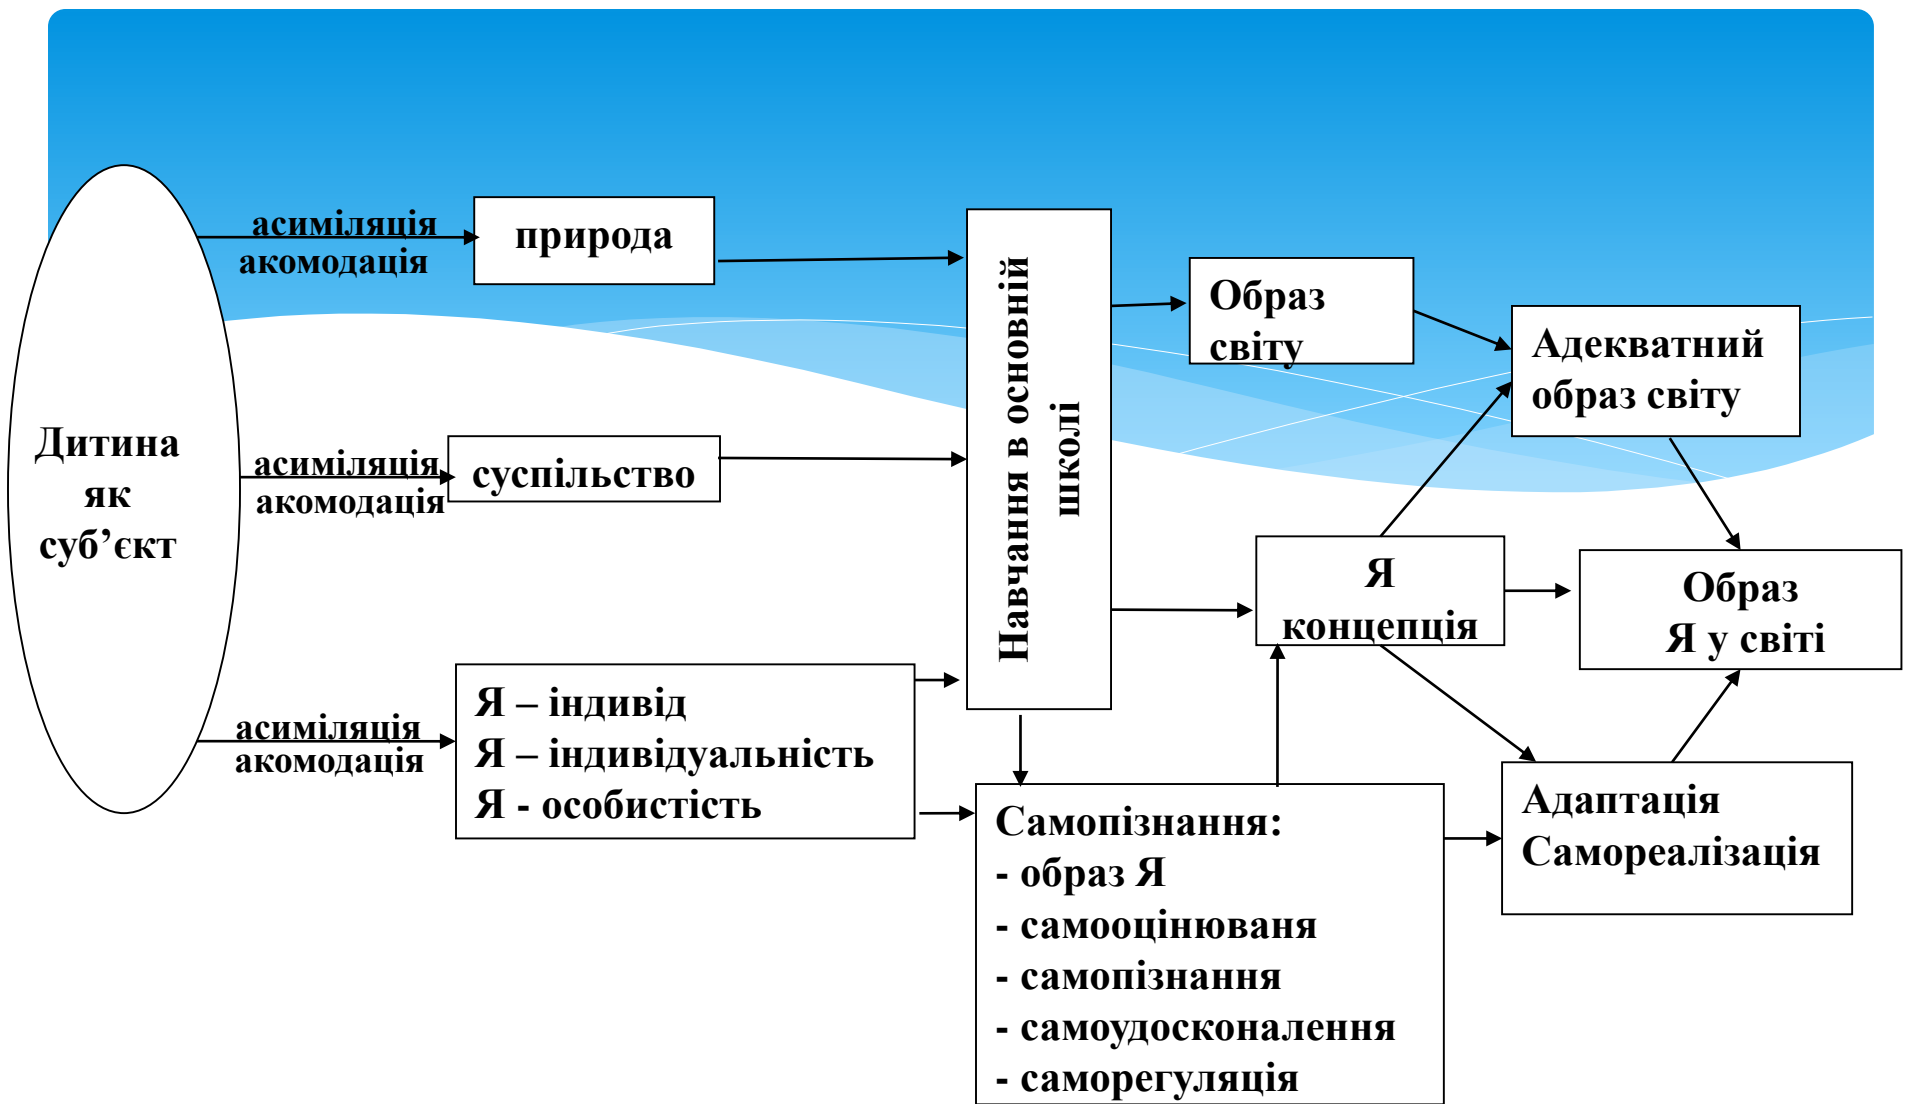 Дитина
як
суб’єкт
асиміляція
акомодація
природа
асиміляція
акомодація
суспільство
асиміляція
акомодація
Я – індивід
Я – індивідуальність
Я - особистість
Навчання в основній
школі
Образ
світу
Адекватний
образ світу
Я
концепція
Образ
Я у світі
Самопізнання:
- образ Я
- самооцінюваня
- самопізнання
- самоудосконалення
- саморегуляція
Адаптація
Самореалізація